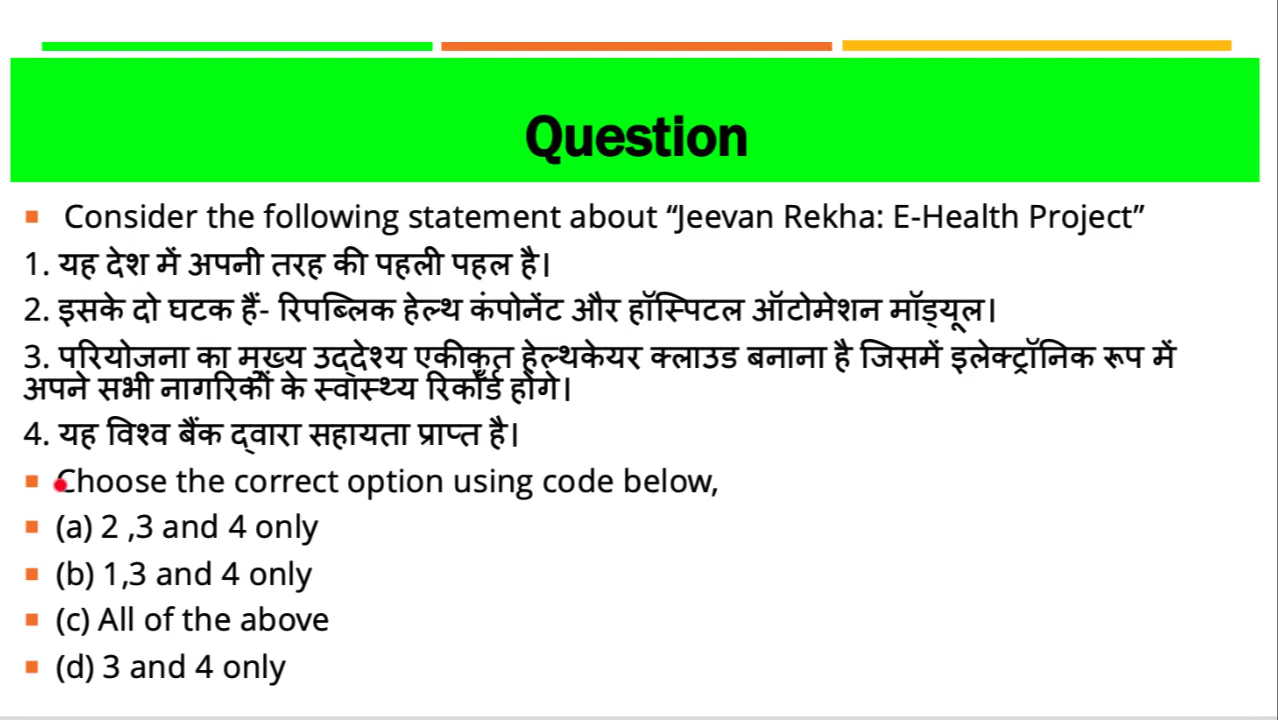 Question
Consider the following statement about “Jeevan Rekha: E-Health Project”
1. यह देश में अपनी तरह की पहली पहल है।
2. इसके दो घटक हैं- रिपब्लिक हेल्थ कंपोनेंट और हॉस्पिटल ऑटोमेशन मॉड्यूल।
3. परियोजना का मुख्य उद्देश्य एकीकृत हेल्थकेयर क्लाउड बनाना है जिसमें इलेक्ट्रॉनिक रूप में
अपने सभी नागरिकों के स्वास्थ्य रिकॉर्ड होंगे।
4. यह विश्व बैंक द्वारा सहायता प्राप्त है।
Choose the correct option using code below,
(a) 2 ,3 and 4 only
(b) 1,3 and 4 only
(c) All of the above
(d) 3 and 4 only